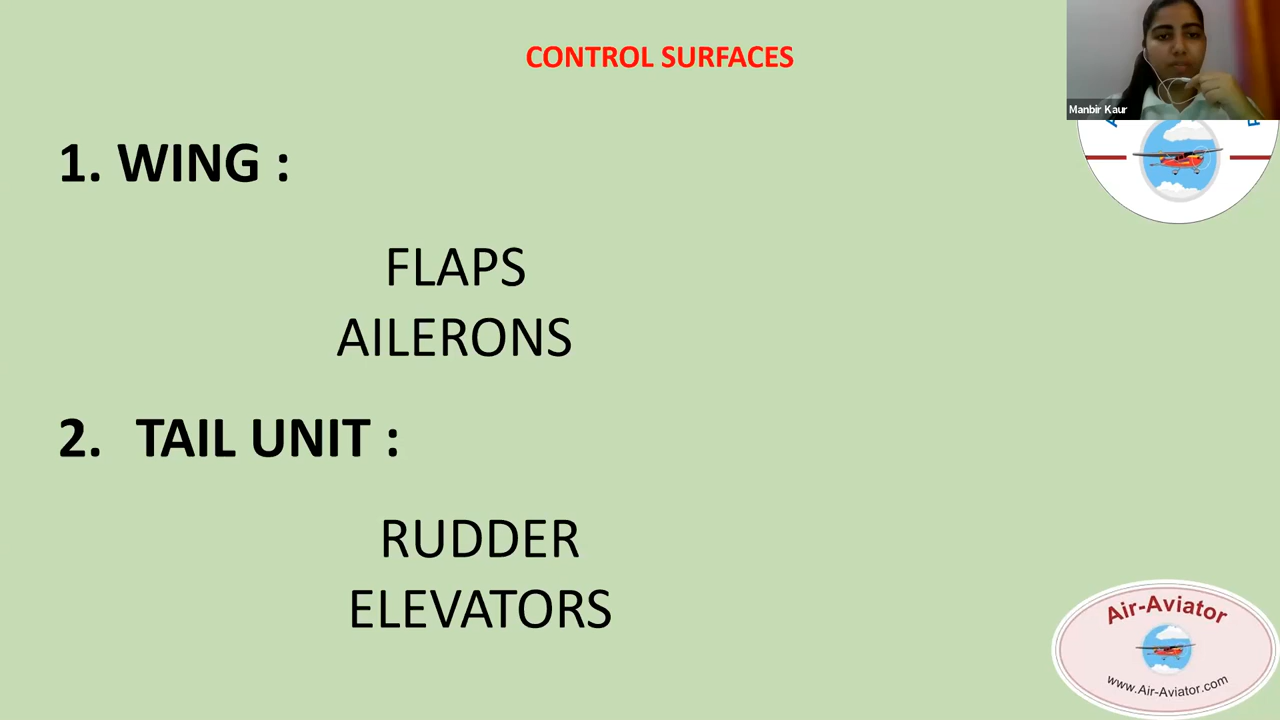 CONTROL SURFACES
Manbir Kaur
1. WING :
FLAPS
AILERONS
2. TAIL UNIT :
RUDDER
ELEVATORS
Air-Aviator
www.Air-Aviator.com